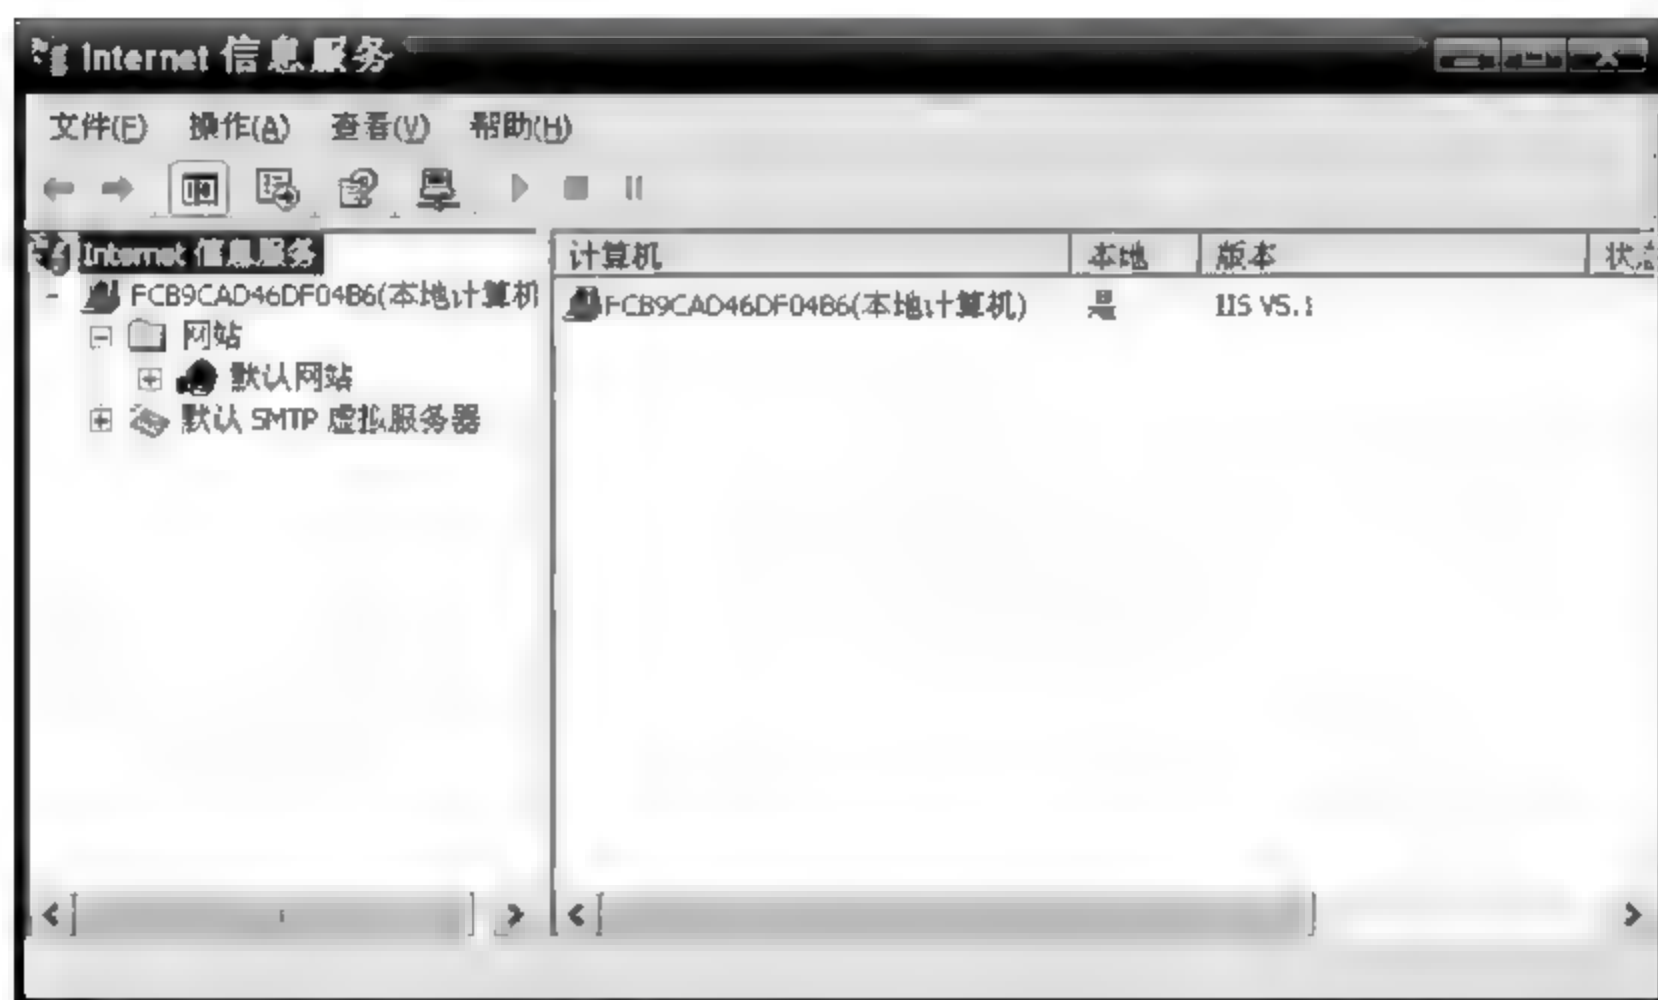 Internet 信息服务
文件(F) 操作(A) 查看(V) 帮助(H)
Internet 信息服务
FCB9CAD46DF04B6(本地计算机
网站
默认网站
默认 SMTP 虚拟服务器
计算机 本地 版本 状态
FCB9CAD46DF04B6(本地计算机) 是 IIS V5.1